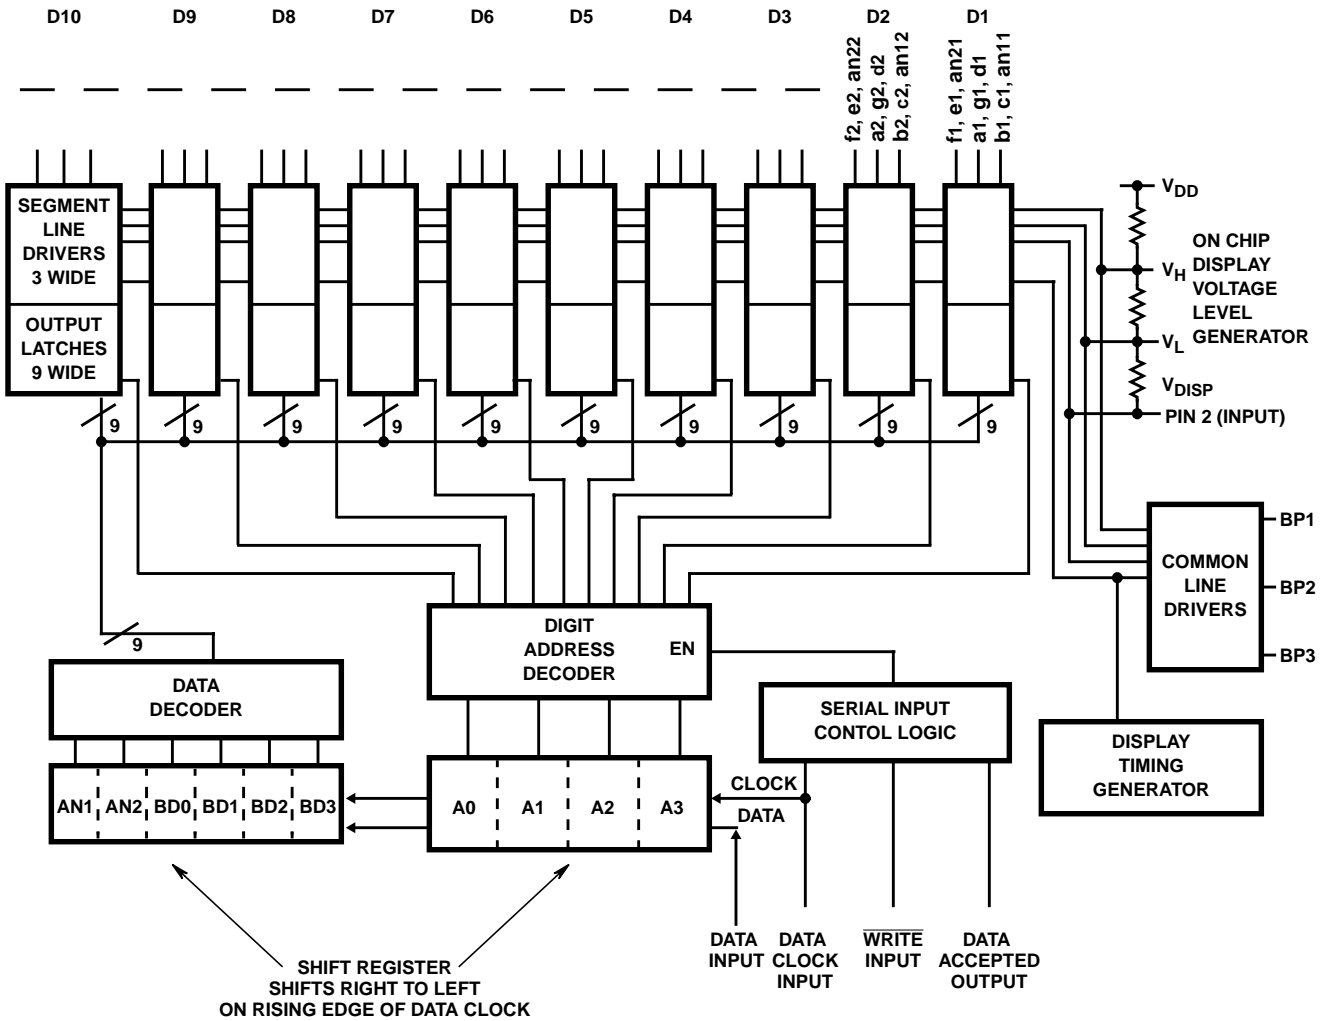 D10 D9 D8 D7 D6 D5 D4 D3 D2 D1
f2, e2, an22
a2, g2, d2
b2, c2, an12
f1, e1, an21
a1, g1, d1
b1, c1, an11
SEGMENT
LINE
DRIVERS
3 WIDE
OUTPUT
LATCHES
9 WIDE
VDD
VH
VL
VDISP
PIN 2 (INPUT)
ON CHIP
DISPLAY
VOLTAGE
LEVEL
GENERATOR
9 9 9 9 9 9 9 9 9 9
COMMON
LINE
DRIVERS
BP1
BP2
BP3
DIGIT
ADDRESS
DECODER
EN
9
DATA
DECODER
SERIAL INPUT
CONTOL LOGIC
DISPLAY
TIMING
GENERATOR
AN1 AN2 BD0 BD1 BD2 BD3
A0 A1 A2 A3
CLOCK
DATA
DATA
INPUT
DATA
CLOCK
INPUT
WRITE
INPUT
DATA
ACCEPTED
OUTPUT
SHIFT REGISTER
SHIFTS RIGHT TO LEFT
ON RISING EDGE OF DATA CLOCK